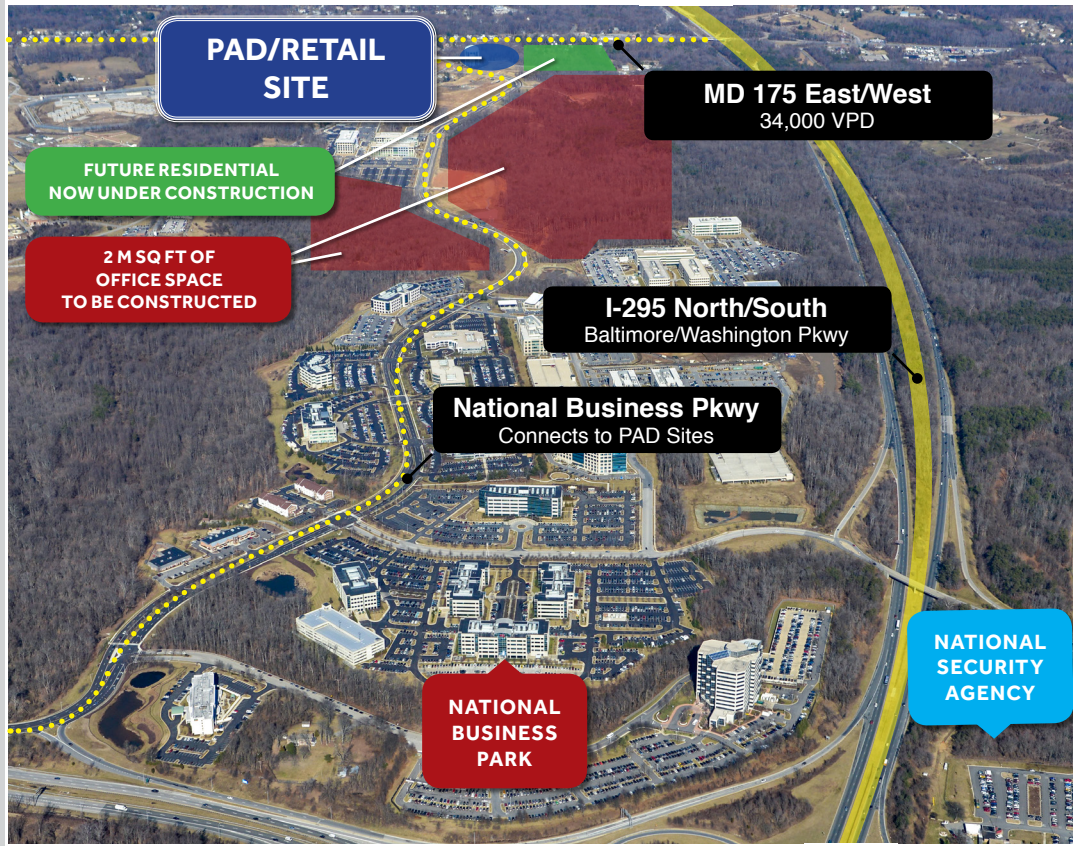 PAD/RETAIL
SITE
MD 175 East/West
34,000 VPD
FUTURE RESIDENTIAL
NOW UNDER CONSTRUCTION
2 M SQ FT OF
OFFICE SPACE
TO BE CONSTRUCTED
I-295 North/South
Baltimore/Washington Pkwy
National Business Pkwy
Connects to PAD Sites
NATIONAL
SECURITY
AGENCY
NATIONAL
BUSINESS
PARK